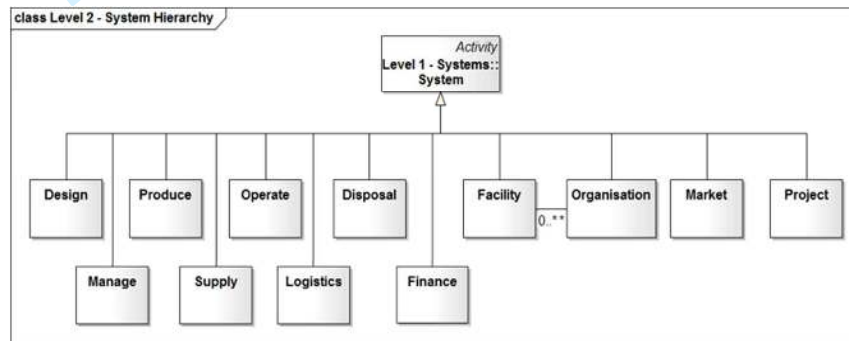 class Level 2 - System Hierarchy
Activity
Level 1 - Systems::
System
Design
Produce
Operate
Disposal
Facility
0..**
Organisation
Market
Project
Manage
Supply
Logistics
Finance